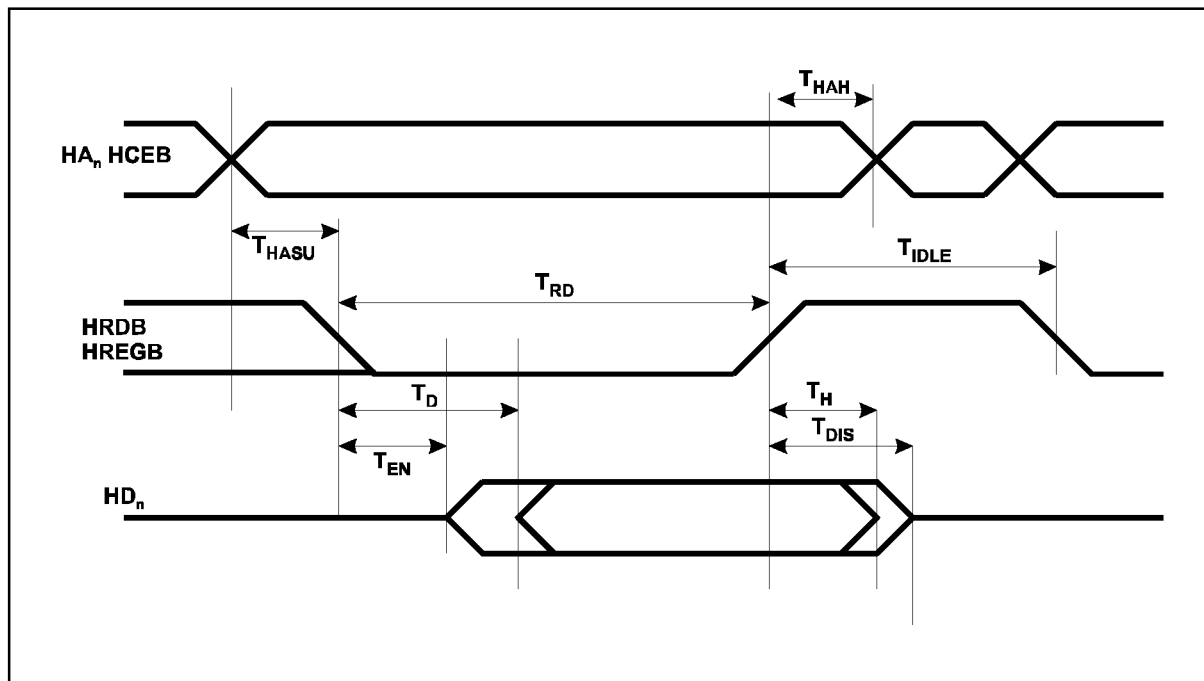 T_HAH
HA_n HCEB
T_HASU
T_IDLE
T_RD
HRDB
HREGB
T_D
T_H
T_DIS
T_EN
HD_n